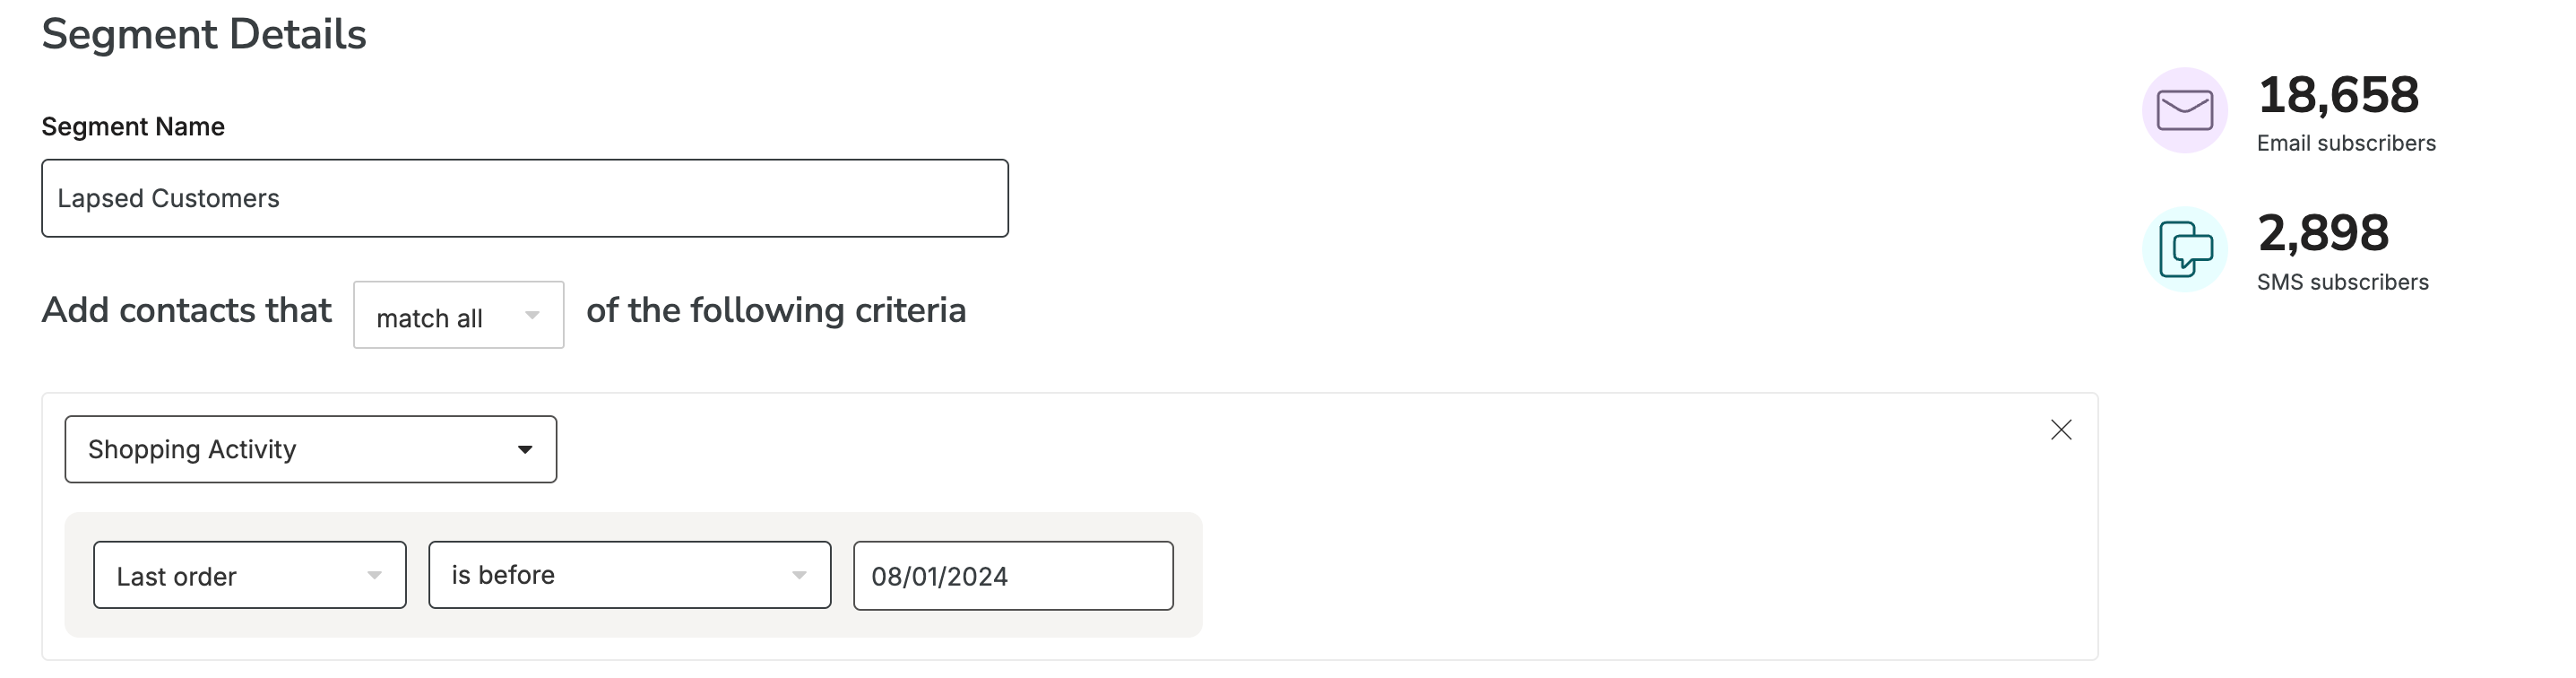 Segment Details
18,658
Email subscribers
Segment Name
Lapsed Customers
2,898
SMS subscribers
Add contacts that match all of the following criteria
Shopping Activity
Last order is before 08/01/2024